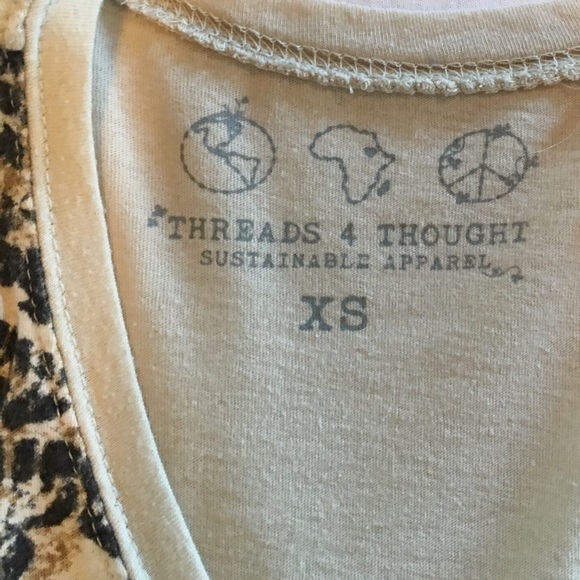 THREADS 4 THOUGHT
SUSTAINABLE APPAREL
XS